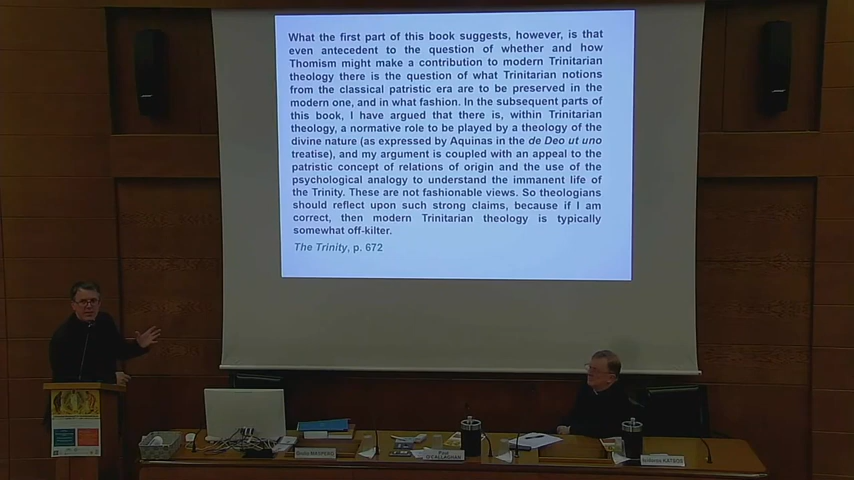 What the first part of this book suggests, however, is that
even antecedent to the question of whether and how
Thomism might make a contribution to modern Trinitarian
theology there is the question of what Trinitarian notions
from the classical patristic era are to be preserved in the
modern one, and in what fashion. In the subsequent parts of
this book, I have argued that there is, within Trinitarian
theology, a normative role to be played by a theology of the
divine nature (as expressed by Aquinas in the de Deo ut uno
treatise), and my argument is coupled with an appeal to the
patristic concept of relations of origin and the use of the
psychological analogy to understand the immanent life of
the Trinity. These are not fashionable views. So theologians
should reflect upon such strong claims, because if I am
correct, then modern Trinitarian theology is typically
somewhat off-kilter.
The Trinity, p. 672
Giulio MASPERO
Paul
O'CALLAGHAN